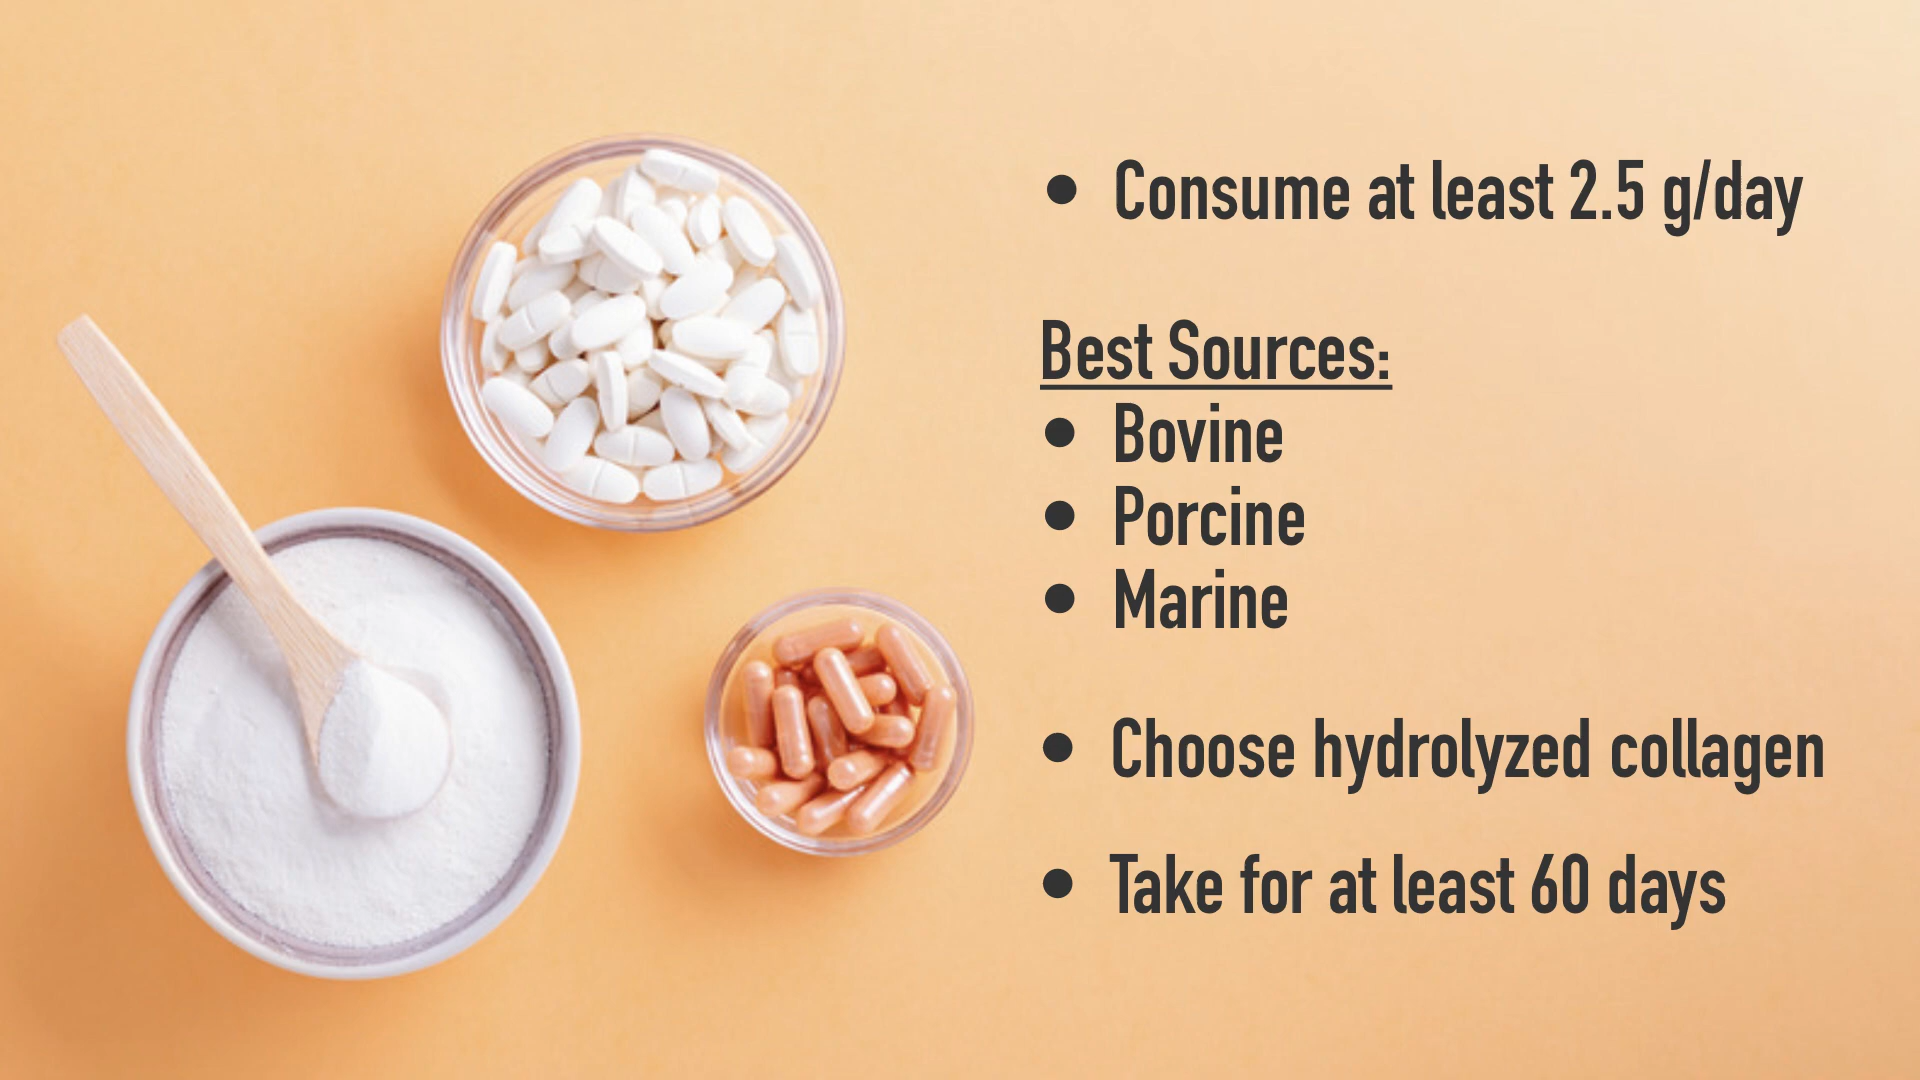 • Consume at least 2.5 g/day
Best Sources:
• Bovine
• Porcine
• Marine
• Choose hydrolyzed collagen
• Take for at least 60 days